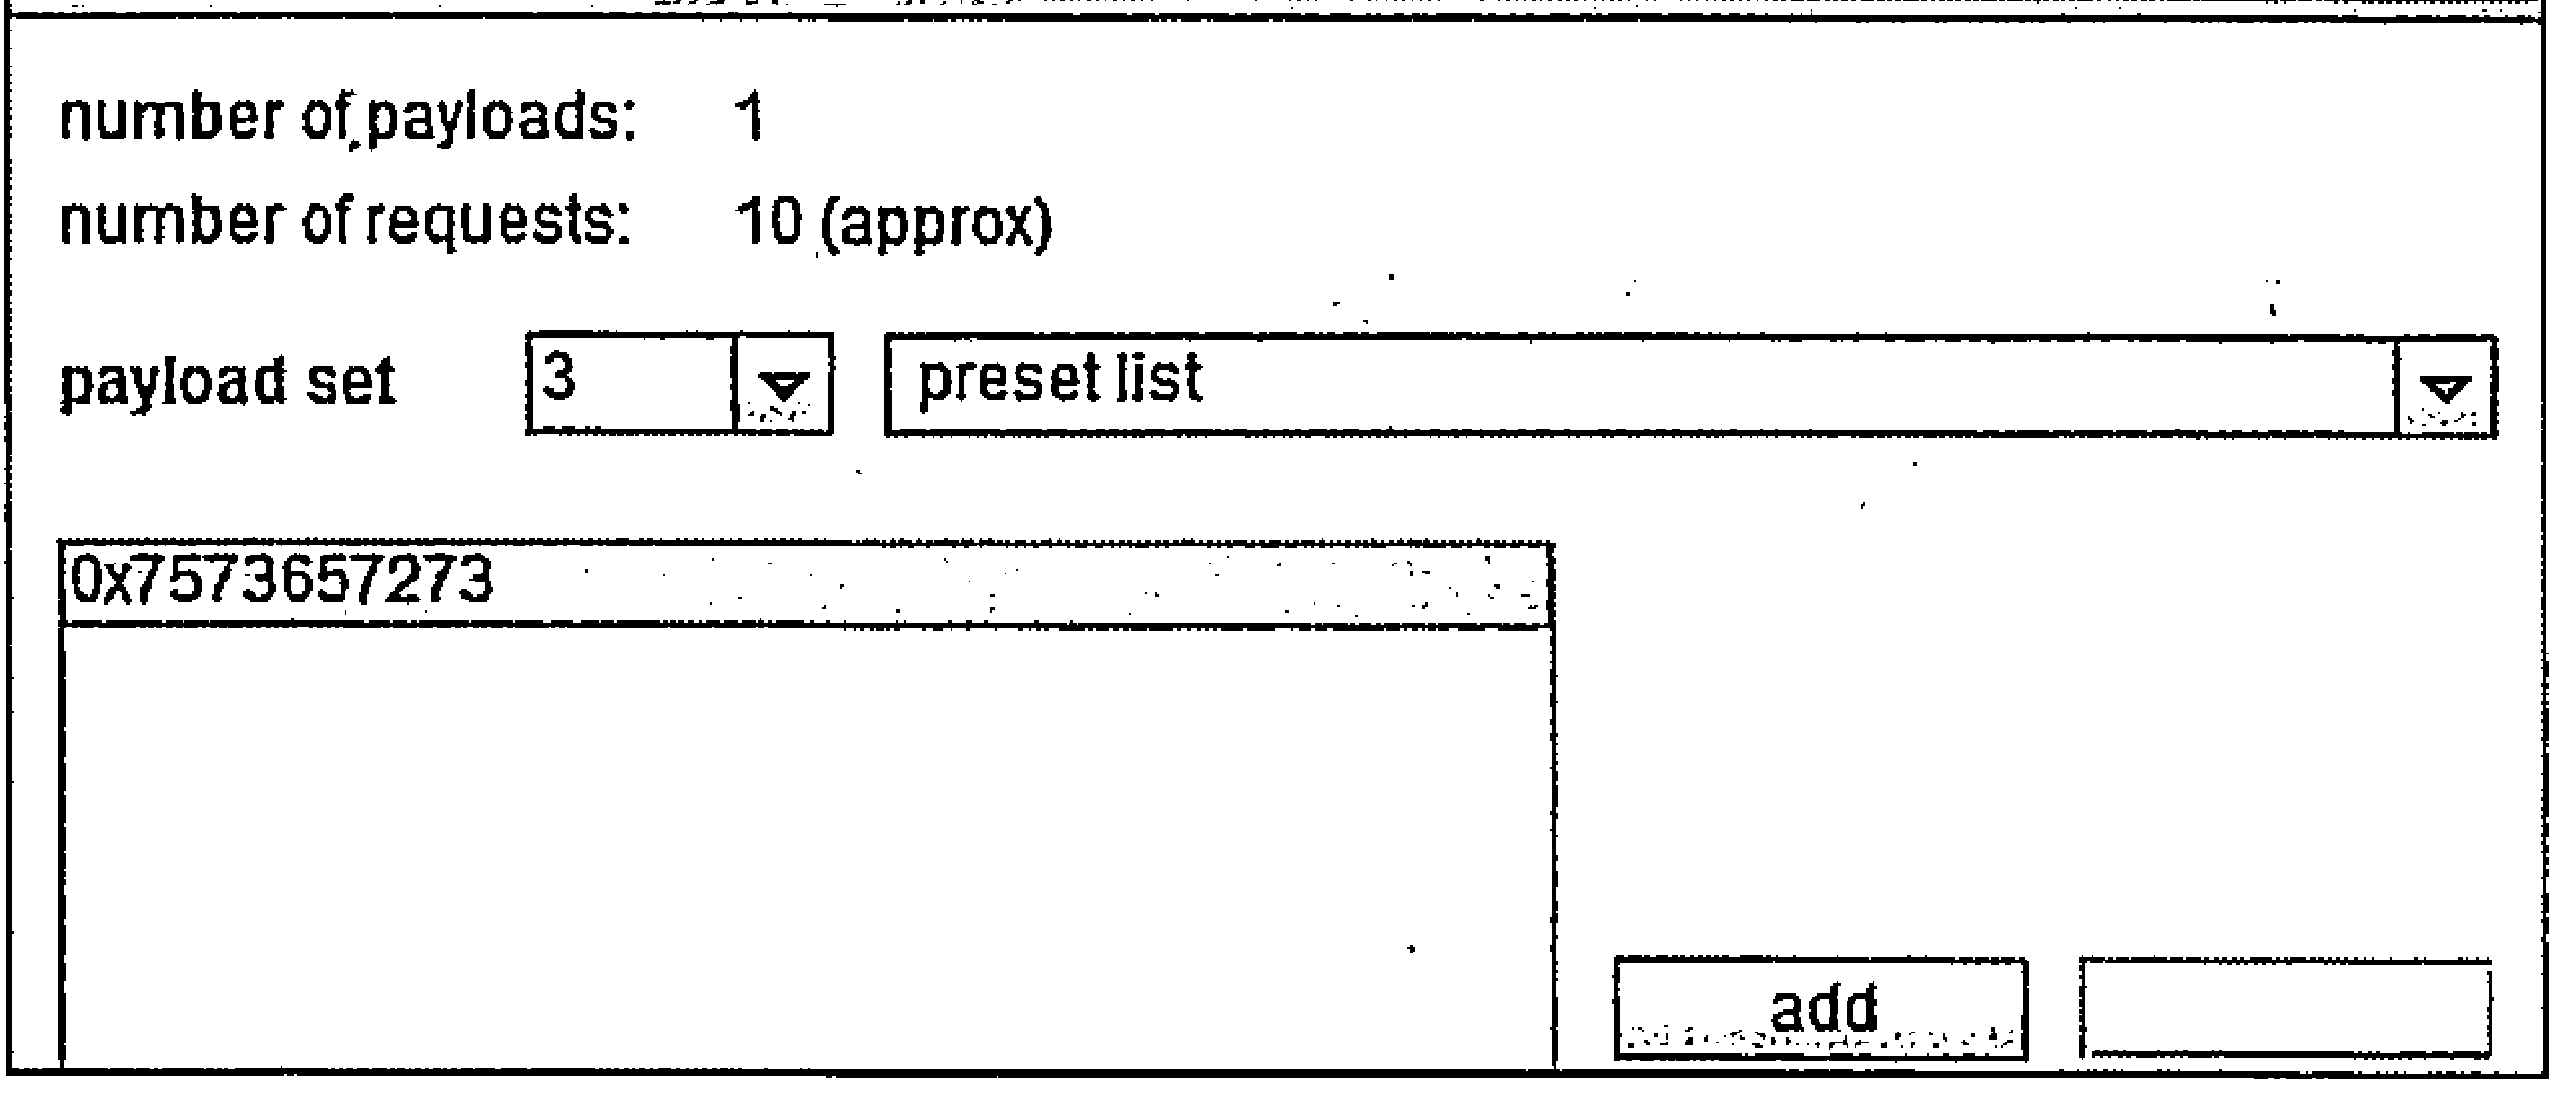 number of payloads: 1
number of requests: 10 (approx)
payload set 3 preset list
0x7573657273
add